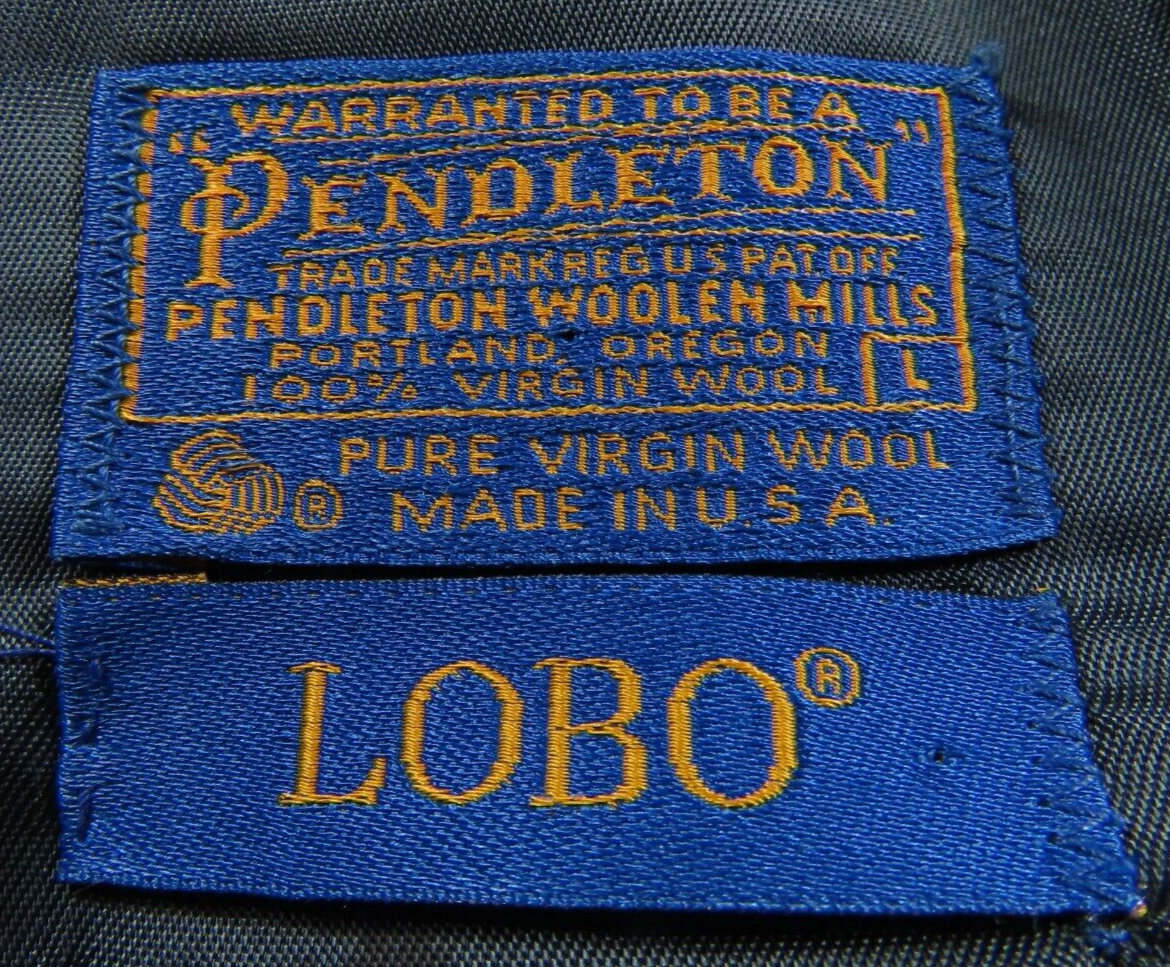 WARRANTED TO BE A
"PENDLETON"
TRADE MARK REG U S PAT. OFF.
PENDLETON WOOLEN MILLS
PORTLAND, OREGON
100% VIRGIN WOOL L
PURE VIRGIN WOOL
® MADE IN U.S A.
LOBO®